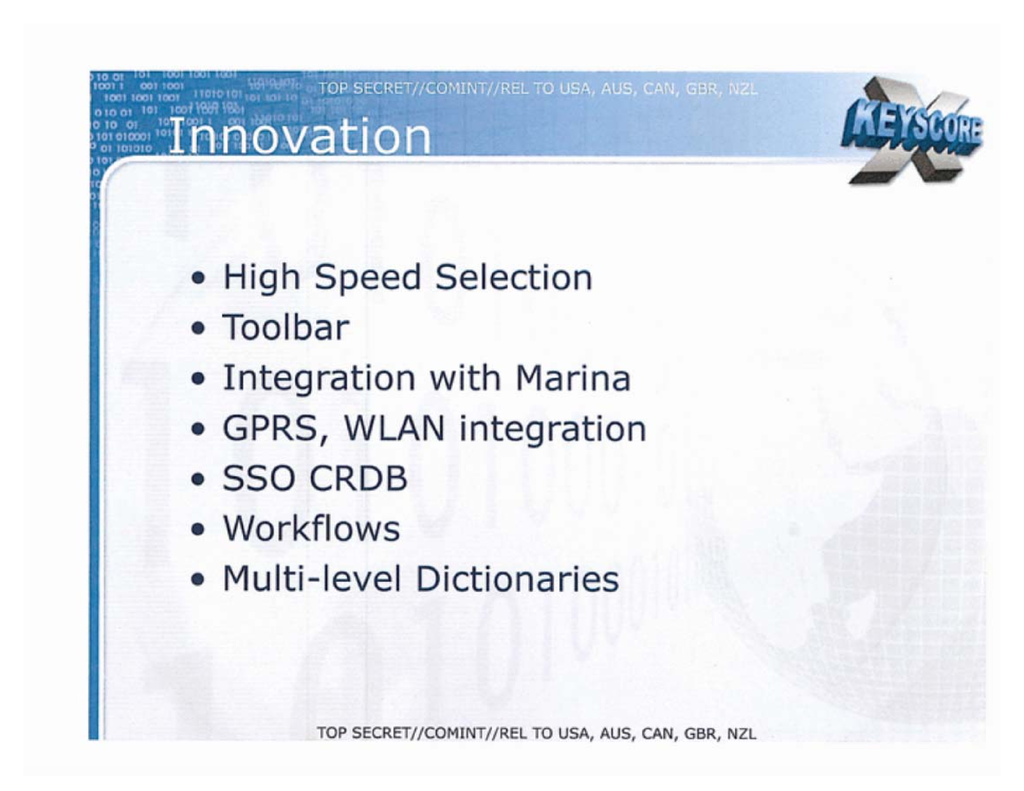 TOP SECRET//COMINT//REL TO USA, AUS, CAN, GBR, NZL
XKEYSCORE
Innovation
• High Speed Selection
• Toolbar
• Integration with Marina
• GPRS, WLAN integration
• SSO CRDB
• Workflows
• Multi-level Dictionaries
TOP SECRET//COMINT//REL TO USA, AUS, CAN, GBR, NZL